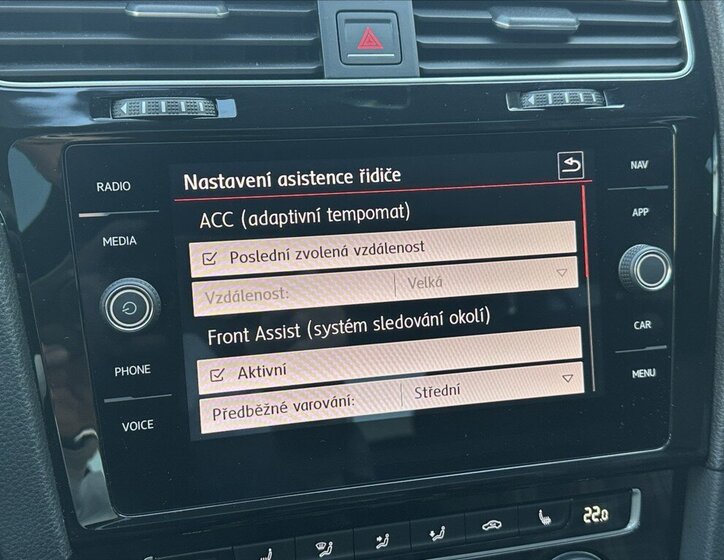 Nastavení asistence řidiče
ACC (adaptivní tempomat)
Poslední zvolená vzdálenost
Vzdálenost: Velká
Front Assist (systém sledování okolí)
Aktivní
Předběžné varování: Střední
RADIO
MEDIA
PHONE
VOICE
NAV
APP
CAR
MENU
22.0